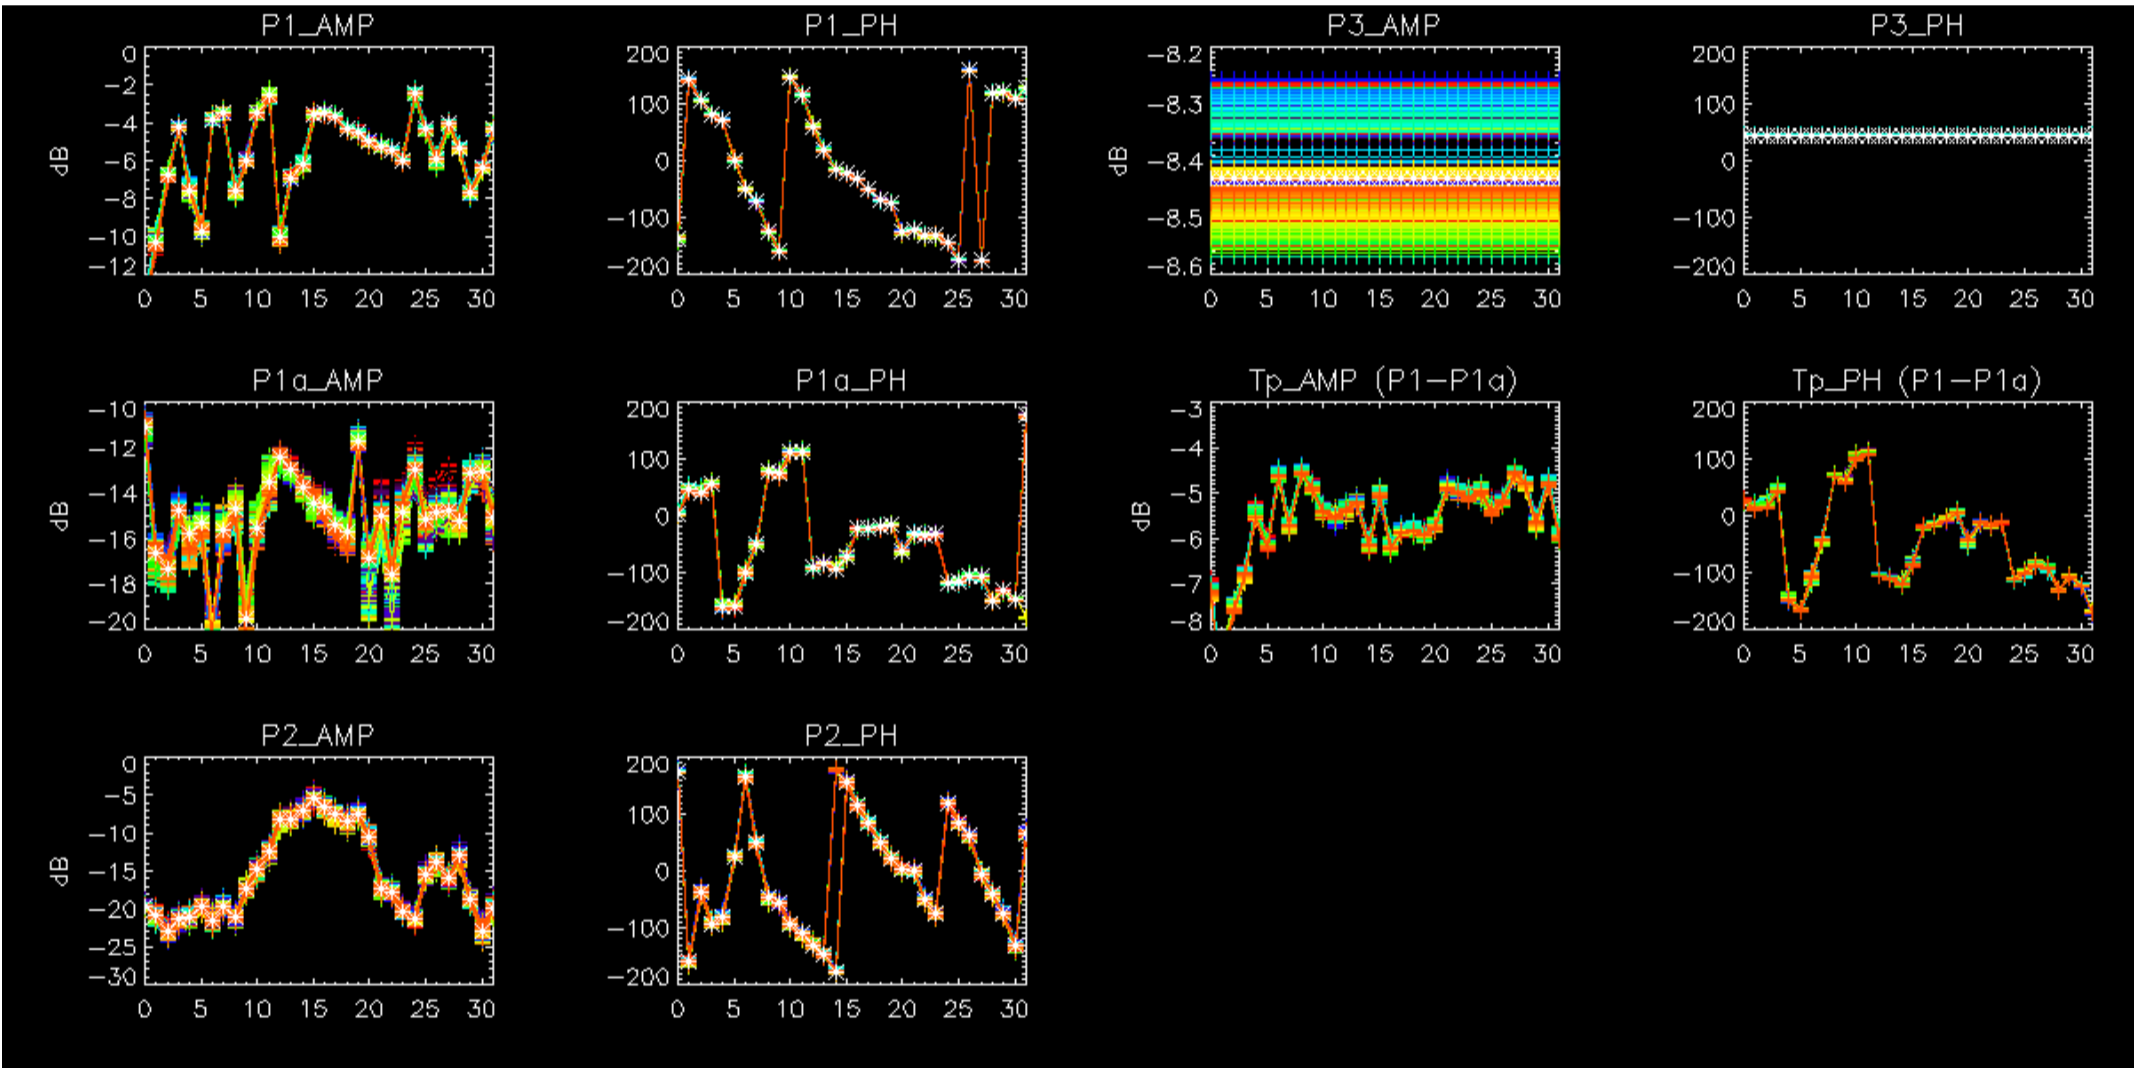 P1_AMP
P1_PH
P3_AMP
P3_PH
dB
0
−2
−4
−6
−8
−10
−12
0 5 10 15 20 25 30
200
100
0
−100
−200
0 5 10 15 20 25 30
dB
−8.2
−8.3
−8.4
−8.5
−8.6
0 5 10 15 20 25 30
200
100
0
−100
−200
0 5 10 15 20 25 30
P1a_AMP
P1a_PH
Tp_AMP (P1−P1a)
Tp_PH (P1−P1a)
dB
−10
−12
−14
−16
−18
−20
0 5 10 15 20 25 30
200
100
0
−100
−200
0 5 10 15 20 25 30
dB
−3
−4
−5
−6
−7
−8
0 5 10 15 20 25 30
200
100
0
−100
−200
0 5 10 15 20 25 30
P2_AMP
P2_PH
dB
0
−5
−10
−15
−20
−25
−30
0 5 10 15 20 25 30
200
100
0
−100
−200
0 5 10 15 20 25 30